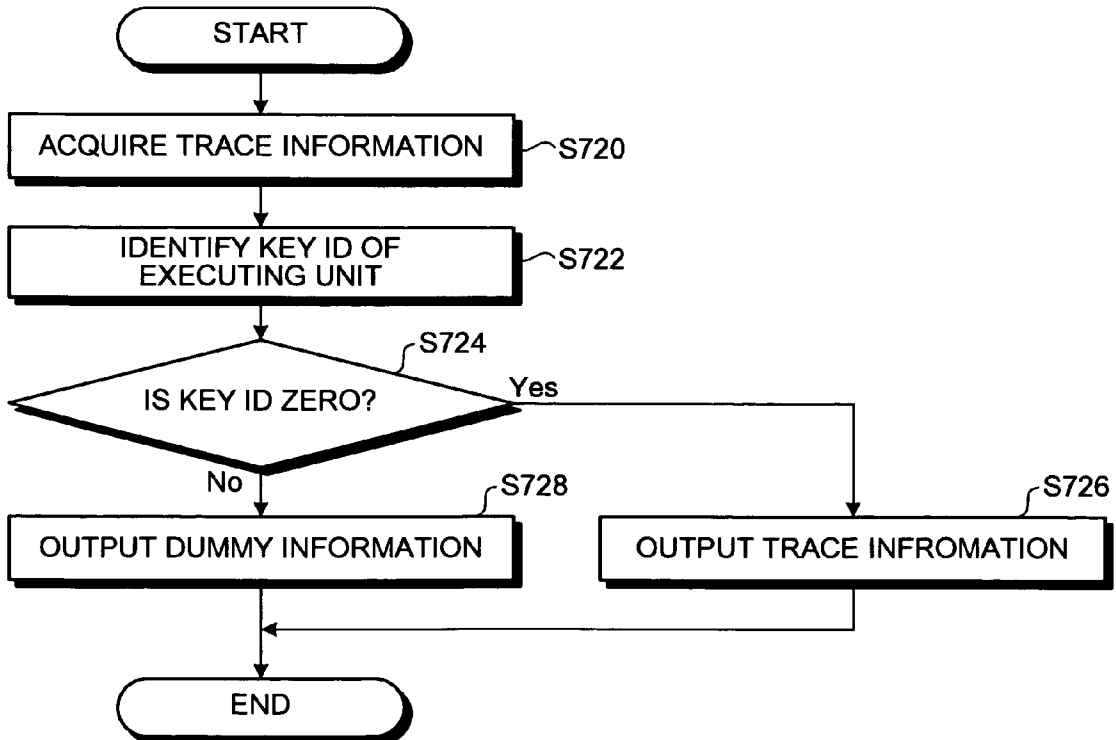 START
ACQUIRE TRACE INFORMATION
S720
IDENTIFY KEY ID OF
EXECUTING UNIT
S722
S724
IS KEY ID ZERO?
Yes
No
S728
OUTPUT DUMMY INFORMATION
S726
OUTPUT TRACE INFROMATION
END